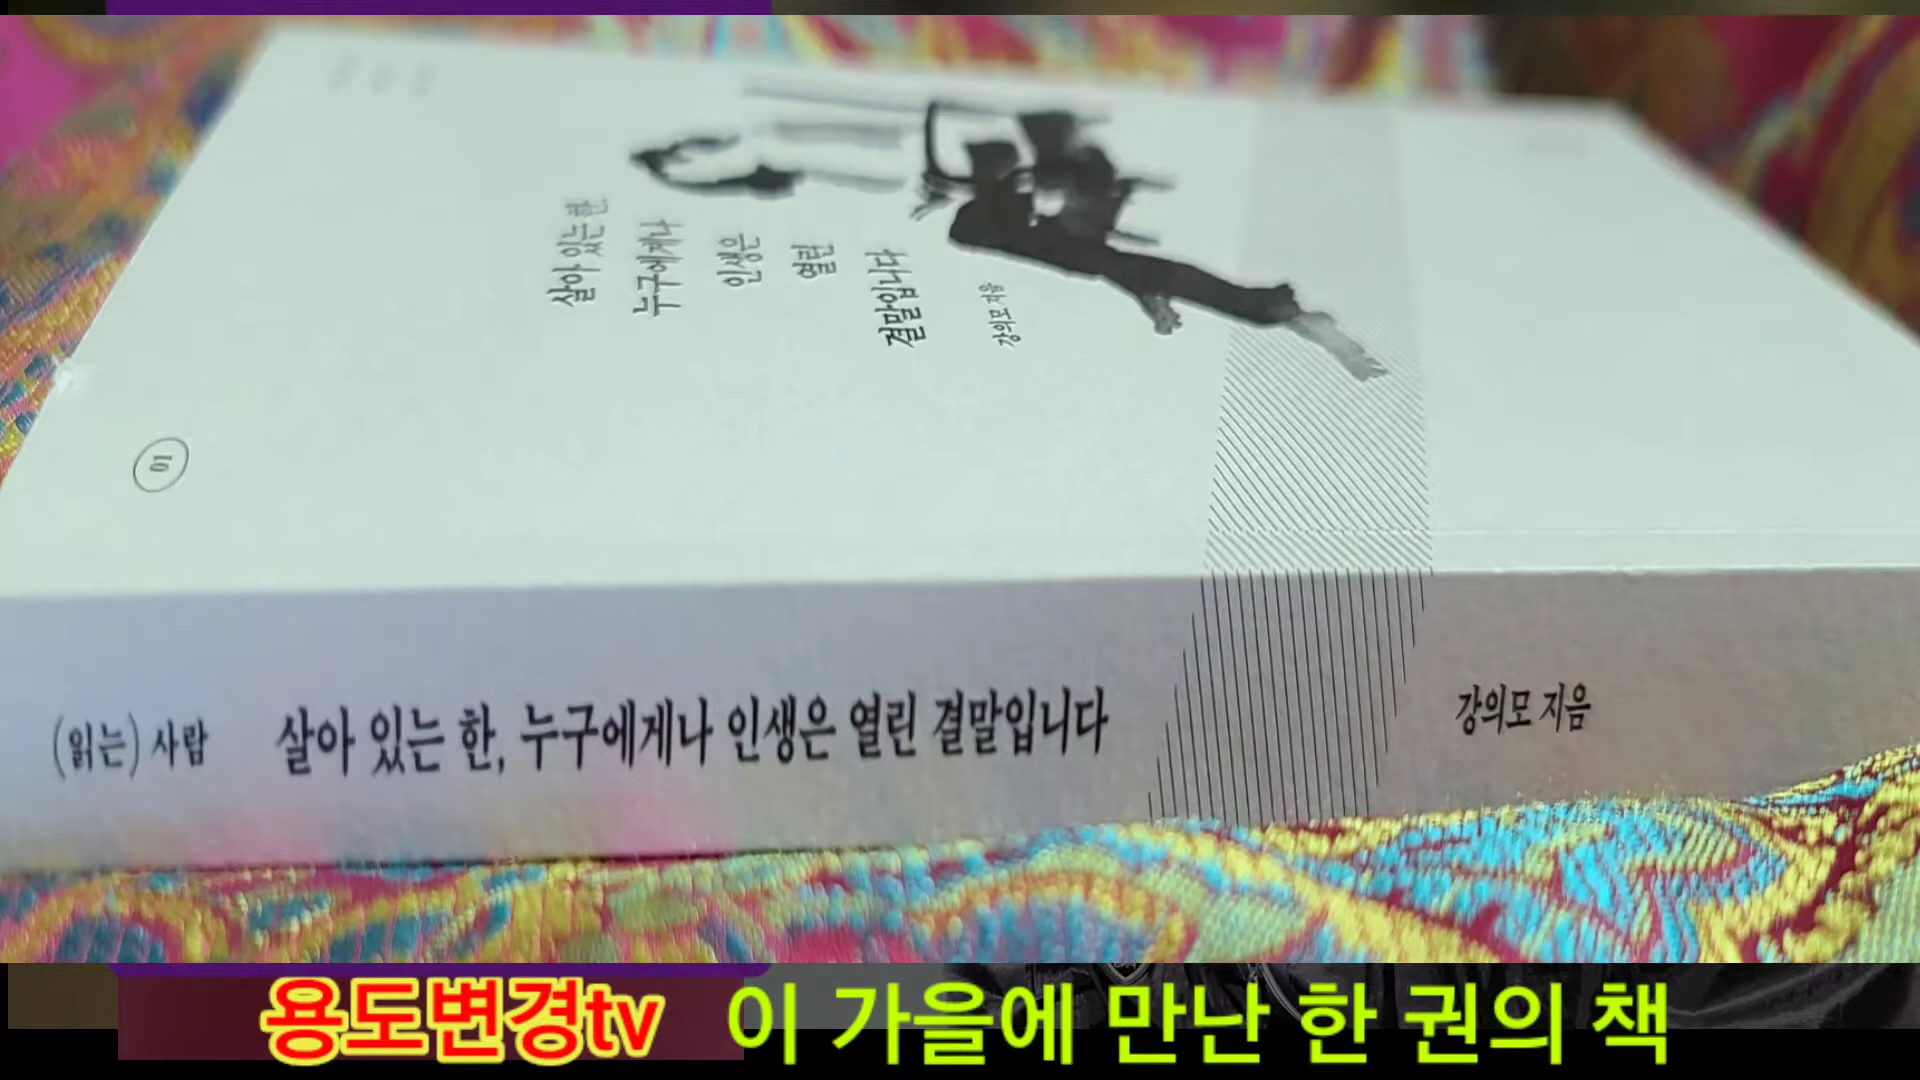 살아 있는 한
누구에게나
인생은
열린
결말입니다
강의모 지음
01
(읽는) 사람 살아 있는 한, 누구에게나 인생은 열린 결말입니다 강의모 지음
용도변경tv 이 가을에 만난 한 권의 책